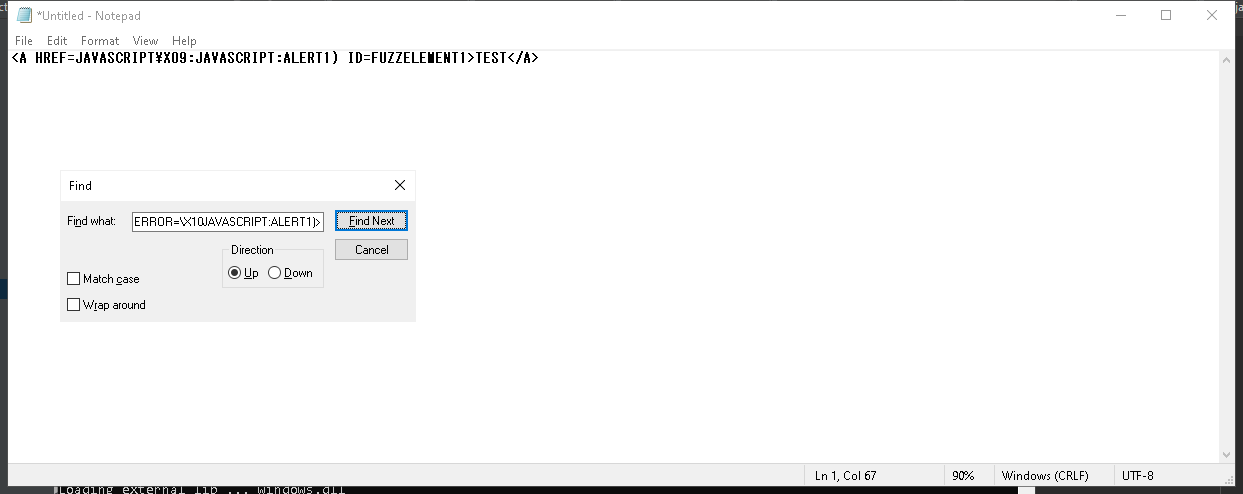 *Untitled - Notepad
File Edit Format View Help
<A HREF=JAVASCRIPT¥X09:JAVASCRIPT:ALERT1) ID=FUZZELEMENT1>TEST</A>
Find
Find what: ERROR=\X10JAVASCRIPT:ALERT1)>
Find Next
Direction
Cancel
Up Down
Match case
Wrap around
Ln 1, Col 67 90% Windows (CRLF) UTF-8
Loading external lib ... windows.dll